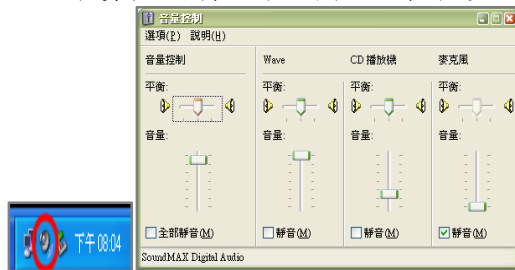 音量控制
選項(P) 說明(H)
音量控制 Wave CD 播放機 麥克風
平衡: 平衡: 平衡: 平衡:
音量: 音量: 音量: 音量:
全部靜音(M) 靜音(M) 靜音(M) 靜音(M)
SoundMAX Digital Audio
下午 08:04